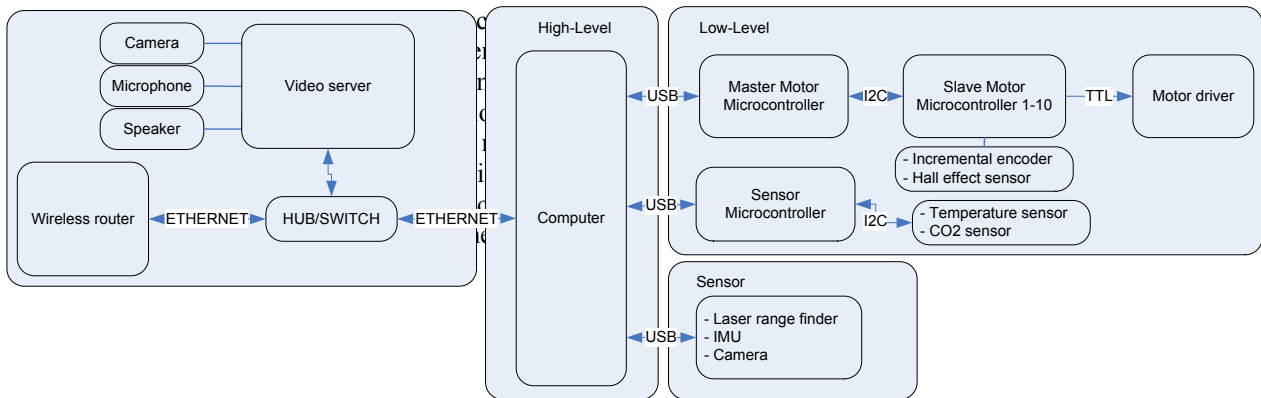 Camera
Microphone
Speaker
Video server
Wireless router
ETHERNET
HUB/SWITCH
ETHERNET
High-Level
Computer
USB
USB
USB
Low-Level
Master Motor
Microcontroller
I2C
Slave Motor
Microcontroller 1-10
TTL
Motor driver
- Incremental encoder
- Hall effect sensor
Sensor
Microcontroller
I2C
- Temperature sensor
- CO2 sensor
Sensor
- Laser range finder
- IMU
- Camera